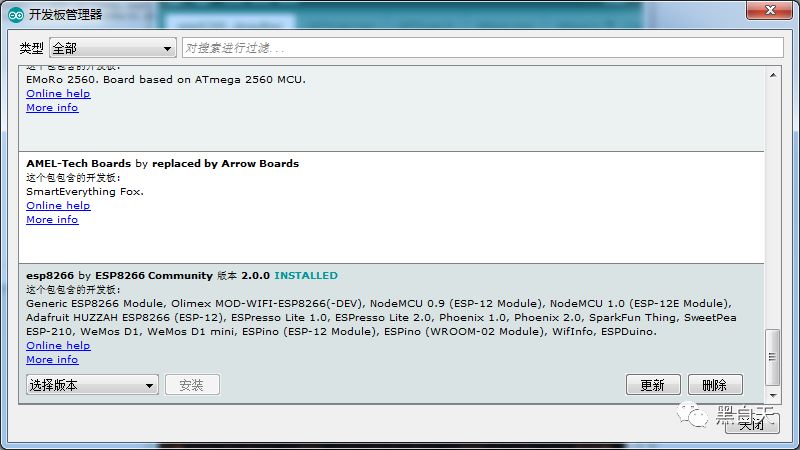 开发板管理器
类型 全部 对搜索进行过滤...
这个包包含的开发板:
EMoRo 2560. Board based on ATmega 2560 MCU.
Online help
More info
AMEL-Tech Boards by replaced by Arrow Boards
这个包包含的开发板:
SmartEverything Fox.
Online help
More info
esp8266 by ESP8266 Community 版本 2.0.0 INSTALLED
这个包包含的开发板:
Generic ESP8266 Module, Olimex MOD-WIFI-ESP8266(-DEV), NodeMCU 0.9 (ESP-12 Module), NodeMCU 1.0 (ESP-12E Module),
Adafruit HUZZAH ESP8266 (ESP-12), ESPresso Lite 1.0, ESPresso Lite 2.0, Phoenix 1.0, Phoenix 2.0, SparkFun Thing, SweetPea
ESP-210, WeMos D1, WeMos D1 mini, ESPino (ESP-12 Module), ESPino (WROOM-02 Module), WifInfo, ESPDuino.
Online help
More info
选择版本 安装 更新 删除
黑白天
关闭